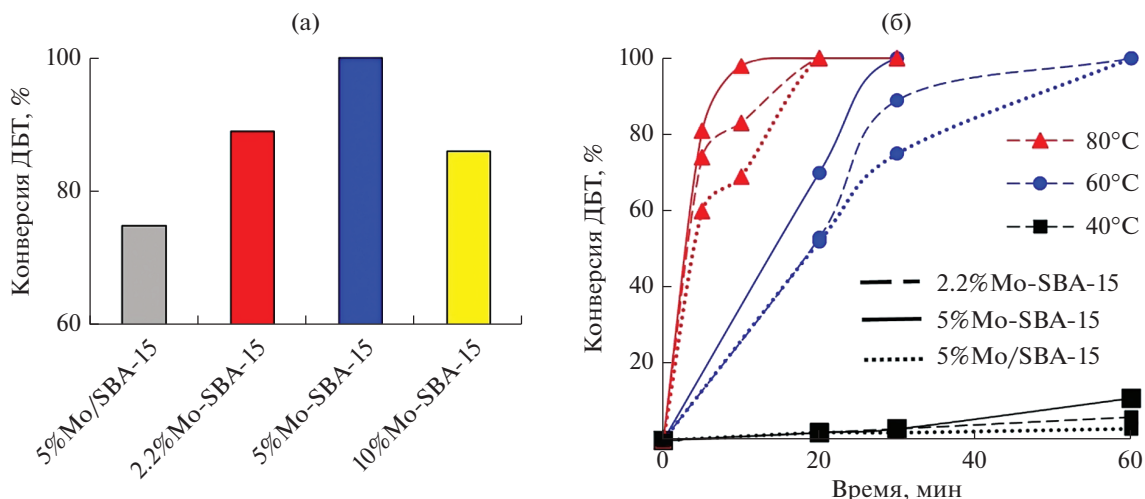 (а)
Конверсия ДБТ, %
100
80
60
5%Mo/SBA-15
2.2%Mo-SBA-15
5%Mo-SBA-15
10%Mo-SBA-15
(б)
Конверсия ДБТ, %
100
80
60
40
20
0
20
40
60
Время, мин
80°C
60°C
40°C
2.2%Mo-SBA-15
5%Mo-SBA-15
5%Mo/SBA-15